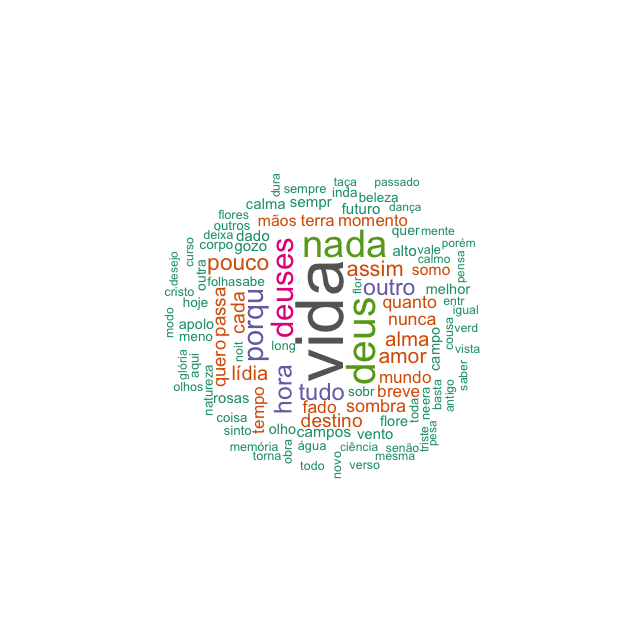 dura
taça
passado
sempre
inda
beleza
calma
sempr
futuro
dança
flores
mãos
terra
momento
outros
quer
mente
deixa
dado
nada
porém
curso
corpo
gozo
deuses
alto
vale
desejo
outra
pouco
assim
somo
calmo
pensa
cristo
folha
sabe
vida
flor
outro
melhor
hoje
passa
cada
porqu
deus
quanto
entr
igual
modo
apolo
nunca
cousa
verd
meno
noit
long
alma
campo
vista
glória
aqui
quero
lídia
hora
amor
saber
olhos
natureza
tudo
sobr
mundo
breve
basta
antigo
rosas
tempo
fado
sombra
toda
neera
coisa
destino
flore
sinto
olho
campos
vento
triste
pesa
memória
obra
água
ciência
senão
torna
mesma
todo
novo
verso